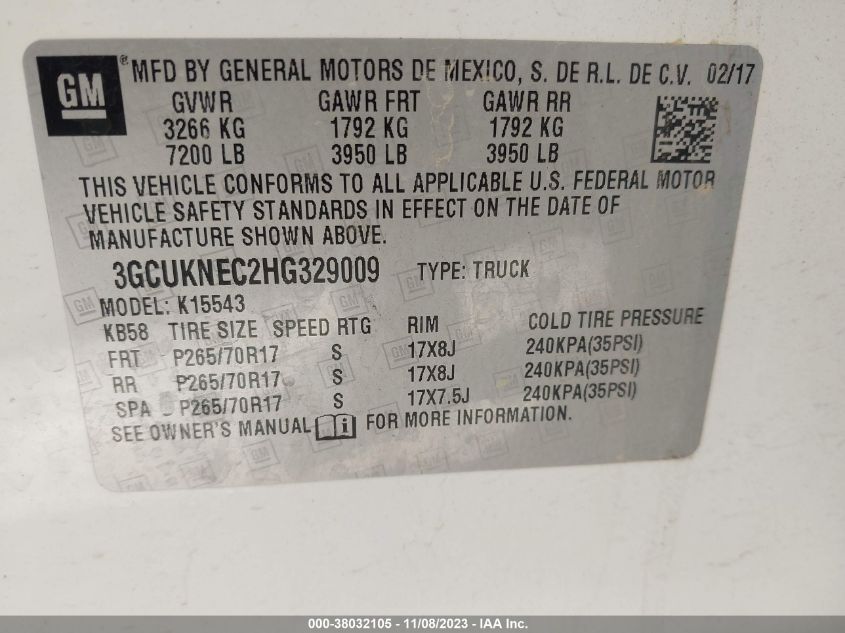 GM ® MFD BY GENERAL MOTORS DE MEXICO, S. DE R.L. DE C.V. 02/17
GVWR GAWR FRT GAWR RR
3266 KG 1792 KG 1792 KG
7200 LB 3950 LB 3950 LB
THIS VEHICLE CONFORMS TO ALL APPLICABLE U.S. FEDERAL MOTOR
VEHICLE SAFETY STANDARDS IN EFFECT ON THE DATE OF
MANUFACTURE SHOWN ABOVE.
3GCUKNEC2HG329009 TYPE: TRUCK
MODEL: K15543
KB58 TIRE SIZE SPEED RTG RIM COLD TIRE PRESSURE
FRT P265/70R17 S 17X8J 240KPA(35PSI)
RR P265/70R17 S 17X8J 240KPA(35PSI)
SPA P265/70R17 S 17X7.5J 240KPA(35PSI)
SEE OWNER'S MANUAL i FOR MORE INFORMATION.
000-38032105 - 11/08/2023 - IAA Inc.